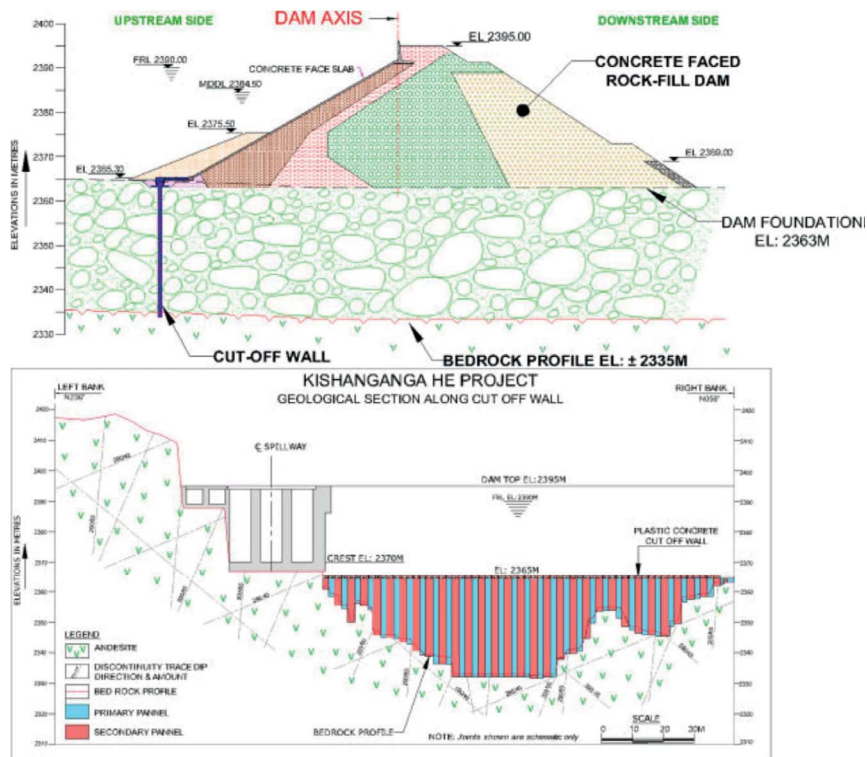 UPSTREAM SIDE
DAM AXIS
DOWNSTREAM SIDE
2400
2390
2380
2370
2360
2350
2340
2330
ELEVATIONS IN METRES
FRL 2390.00
MDDL 2384.50
EL 2375.50
EL 2365.30
CONCRETE FACE SLAB
EL 2395.00
CONCRETE FACED
ROCK-FILL DAM
EL 2369.00
DAM FOUNDATION
EL: 2363M
CUT-OFF WALL
BEDROCK PROFILE EL: ± 2335M
KISHANGANGA HE PROJECT
GEOLOGICAL SECTION ALONG CUT OFF WALL
LEFT BANK
RIGHT BANK
℄ SPILLWAY
DAM TOP EL:2395M
FRL EL:2390M
PLASTIC CONCRETE
CUT OFF WALL
CREST EL: 2370M
EL: 2365M
ELEVATIONS IN METRES
LEGEND
ANDESITE
DISCONTINUITY TRACE DIP
DIRECTION & AMOUNT
BED ROCK PROFILE
PRIMARY PANNEL
SECONDARY PANNEL
BEDROCK PROFILE
NOTE: Joints shown are schematic only
SCALE
0 10 20 30M